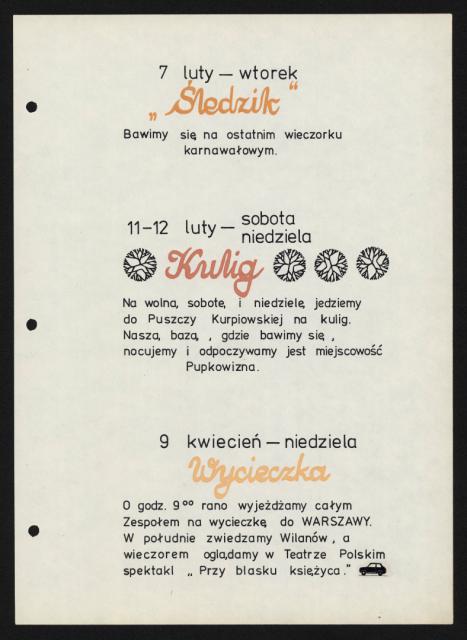 7 luty — wtorek
„Śledzik”
Bawimy się na ostatnim wieczorku
karnawałowym.
11-12 luty — sobota
niedziela
Kulig
Na wolną sobotę i niedzielę jedziemy
do Puszczy Kurpiowskiej na kulig.
Naszą bazą, gdzie bawimy się,
nocujemy i odpoczywamy jest miejscowość
Pupkowizna.
9 kwiecień — niedziela
Wycieczka
O godz. 9⁰⁰ rano wyjeżdżamy całym
Zespołem na wycieczkę do WARSZAWY.
W południe zwiedzamy Wilanów, a
wieczorem oglądamy w Teatrze Polskim
spektakl „Przy blasku księżyca.”